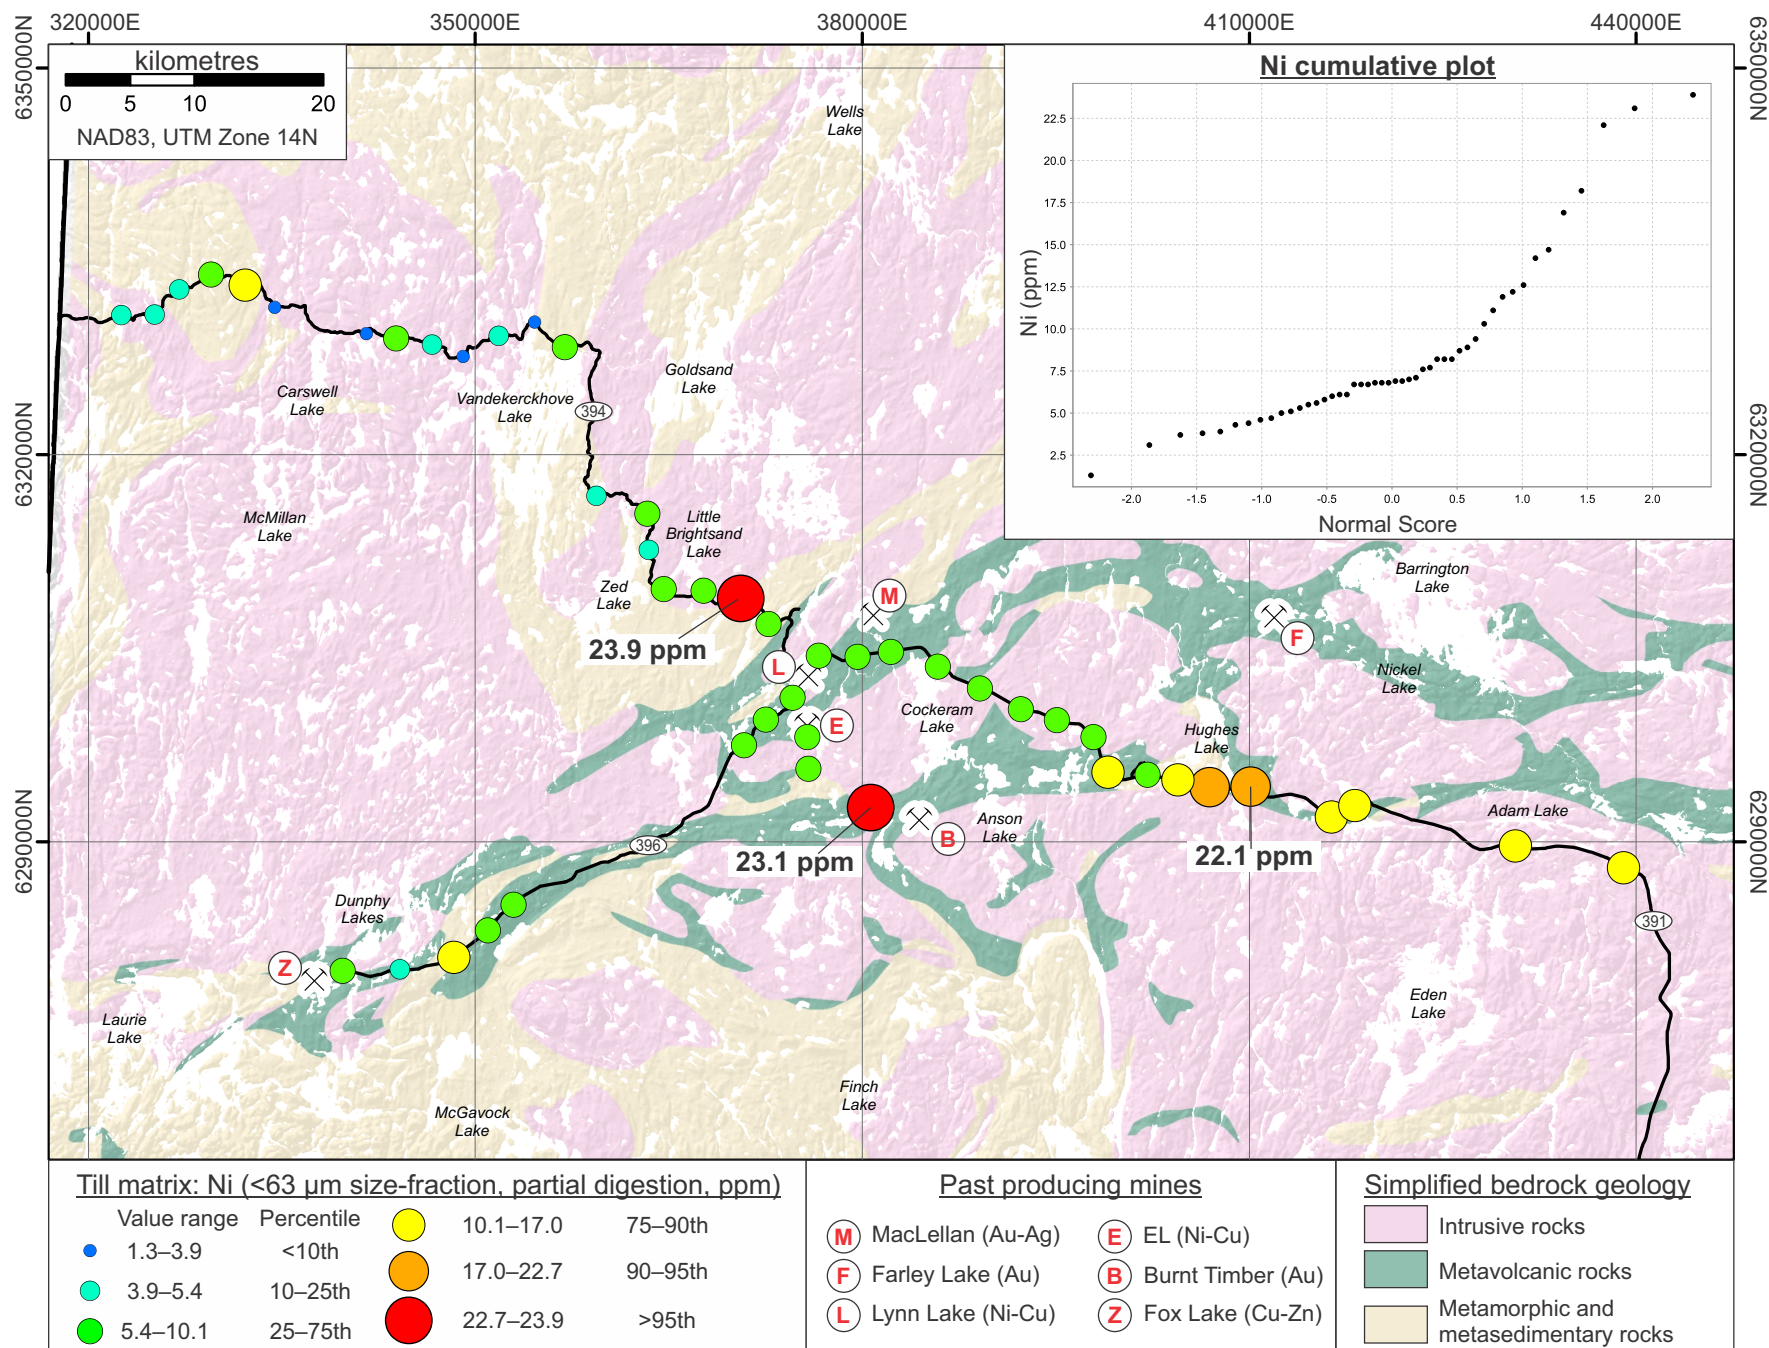 320000E 350000E 380000E 410000E 440000E
6350000N
6320000N
6290000N
6350000N
6320000N
6290000N
kilometres
0 5 10 20
NAD83, UTM Zone 14N
Ni cumulative plot
22.5
20.0
17.5
15.0
12.5
10.0
7.5
5.0
2.5
Ni (ppm)
-2.0 -1.5 -1.0 -0.5 0.0 0.5 1.0 1.5 2.0
Normal Score
Wells
Lake
Carswell
Lake
Vandekerckhove
Lake
Goldsand
Lake
394
McMillan
Lake
Little
Brightsand
Lake
Zed
Lake
Barrington
Lake
M
F
23.9 ppm
L
Nickel
Lake
E
Cockeram
Lake
Hughes
Lake
Anson
Lake
Adam Lake
B
396
23.1 ppm
22.1 ppm
Dunphy
Lakes
391
Z
Laurie
Lake
Eden
Lake
Finch
Lake
McGavock
Lake
Till matrix: Ni (<63 µm size-fraction, partial digestion, ppm)
Value range Percentile
1.3–3.9 <10th
3.9–5.4 10–25th
5.4–10.1 25–75th
10.1–17.0 75–90th
17.0–22.7 90–95th
22.7–23.9 >95th
Past producing mines
M MacLellan (Au-Ag)
F Farley Lake (Au)
L Lynn Lake (Ni-Cu)
E EL (Ni-Cu)
B Burnt Timber (Au)
Z Fox Lake (Cu-Zn)
Simplified bedrock geology
Intrusive rocks
Metavolcanic rocks
Metamorphic and
metasedimentary rocks